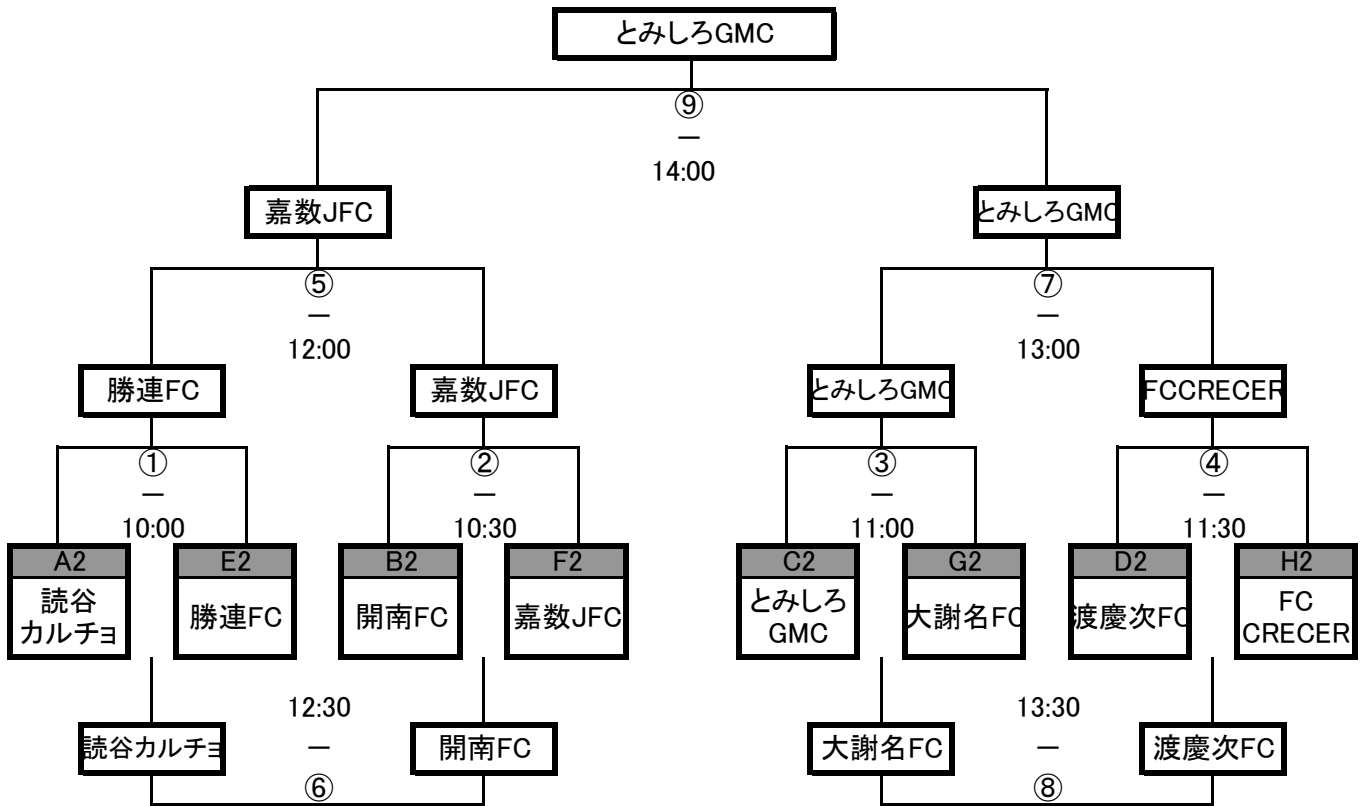 とみしろGMC
⑨
－
14:00
嘉数JFC
とみしろGMC
⑤
－
12:00
⑦
－
13:00
勝連FC
嘉数JFC
とみしろGMC
FCCRECER
①
－
10:00
②
－
10:30
③
－
11:00
④
－
11:30
A2
読谷
カルチョ
E2
勝連FC
B2
開南FC
F2
嘉数JFC
C2
とみしろ
GMC
G2
大謝名FC
D2
渡慶次FC
H2
FC
CRECER
12:30
13:30
読谷カルチョ
－
開南FC
大謝名FC
－
渡慶次FC
⑥
⑧